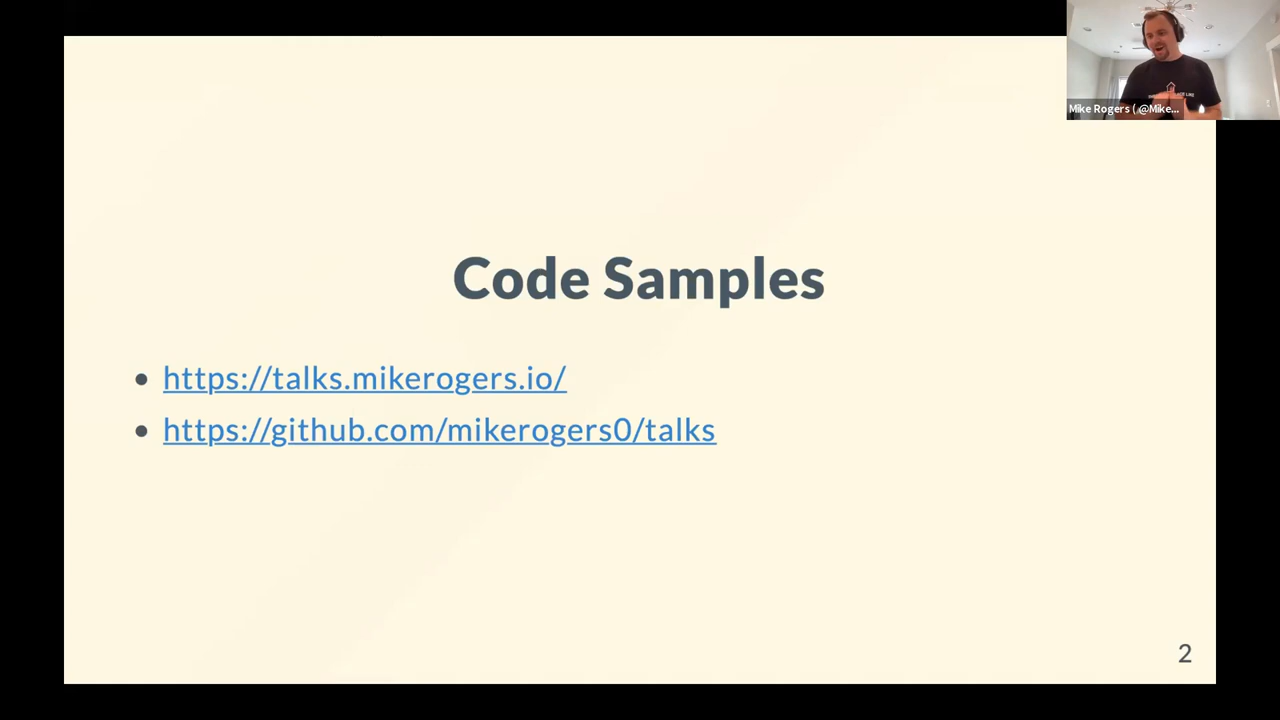 Mike Rogers ( @Mike...
Code Samples
https://talks.mikerogers.io/
https://github.com/mikerogers0/talks
2